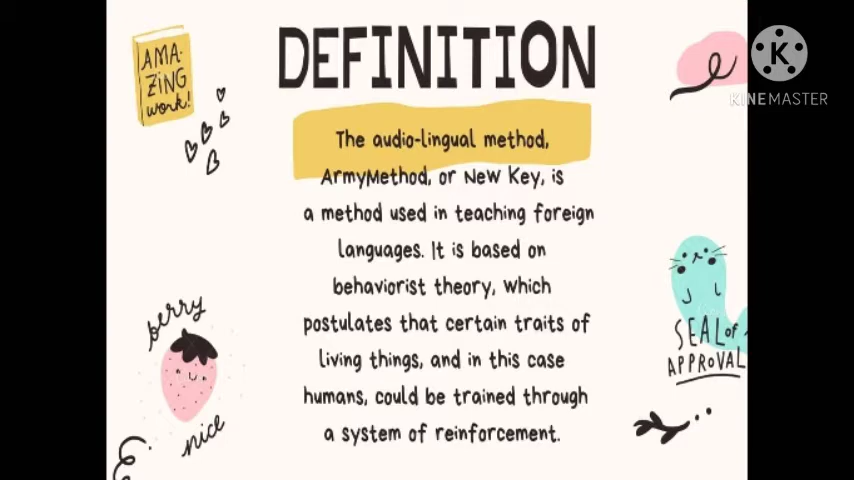 AMA-
ZiNG
work!
DEFINITION
K
KINEMASTER
The audio-lingual method,
ArmyMethod, or New Key, is
a method used in teaching foreign
languages. It is based on
behaviorist theory, which
postulates that certain traits of
living things, and in this case
humans, could be trained through
a system of reinforcement.
berry
nice
SEAL of
APPROVAL